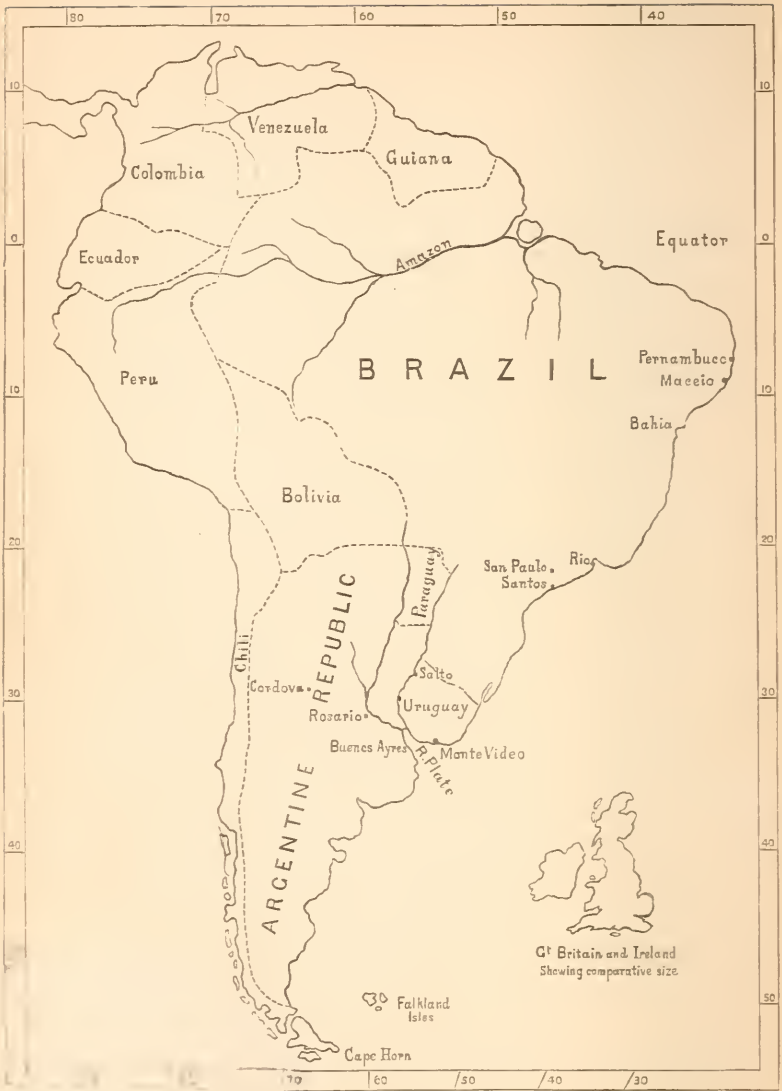 80 70 60 50 40
10 10
Venezuela
Guiana
Colombia
0 Equator 0
Ecuador
Amazon
BRAZIL
Pernambuco
Peru
Maceio
10 10
Bahia
Bolivia
20 20
Rio
San Paulo
Santos
Paraguay
Chili
ARGENTINE REPUBLIC
Salto
Cordova
30 30
Uruguay
Rosario
Buenos Ayres
Monte Video
R. Plate
40 40
Gt Britain and Ireland
Shewing comparative size
50
Falkland
Isles
Cape Horn
70 60 50 40 30